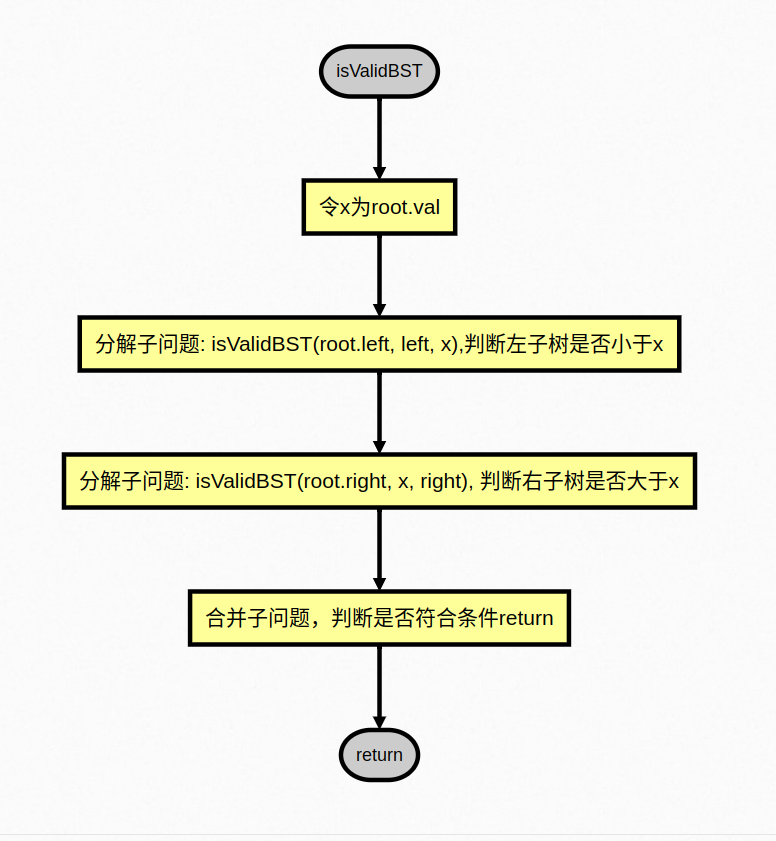 isValidBST
令x为root.val
分解子问题: isValidBST(root.left, left, x),判断左子树是否小于x
分解子问题: isValidBST(root.right, x, right), 判断右子树是否大于x
合并子问题，判断是否符合条件return
return